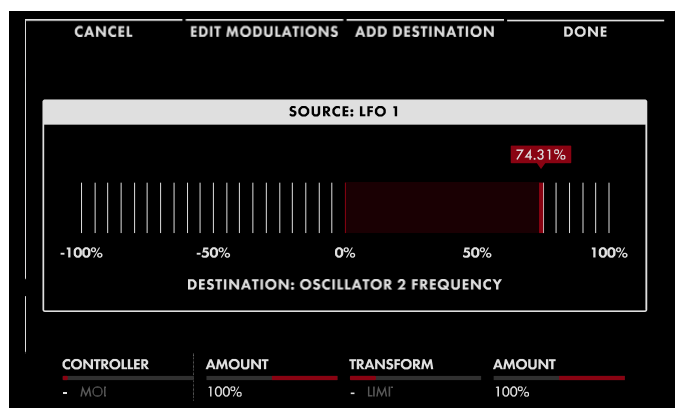 CANCEL EDIT MODULATIONS ADD DESTINATION DONE
SOURCE: LFO 1
74.31%
-100% -50% 0% 50% 100%
DESTINATION: OSCILLATOR 2 FREQUENCY
CONTROLLER AMOUNT TRANSFORM AMOUNT
- 100% - 100%